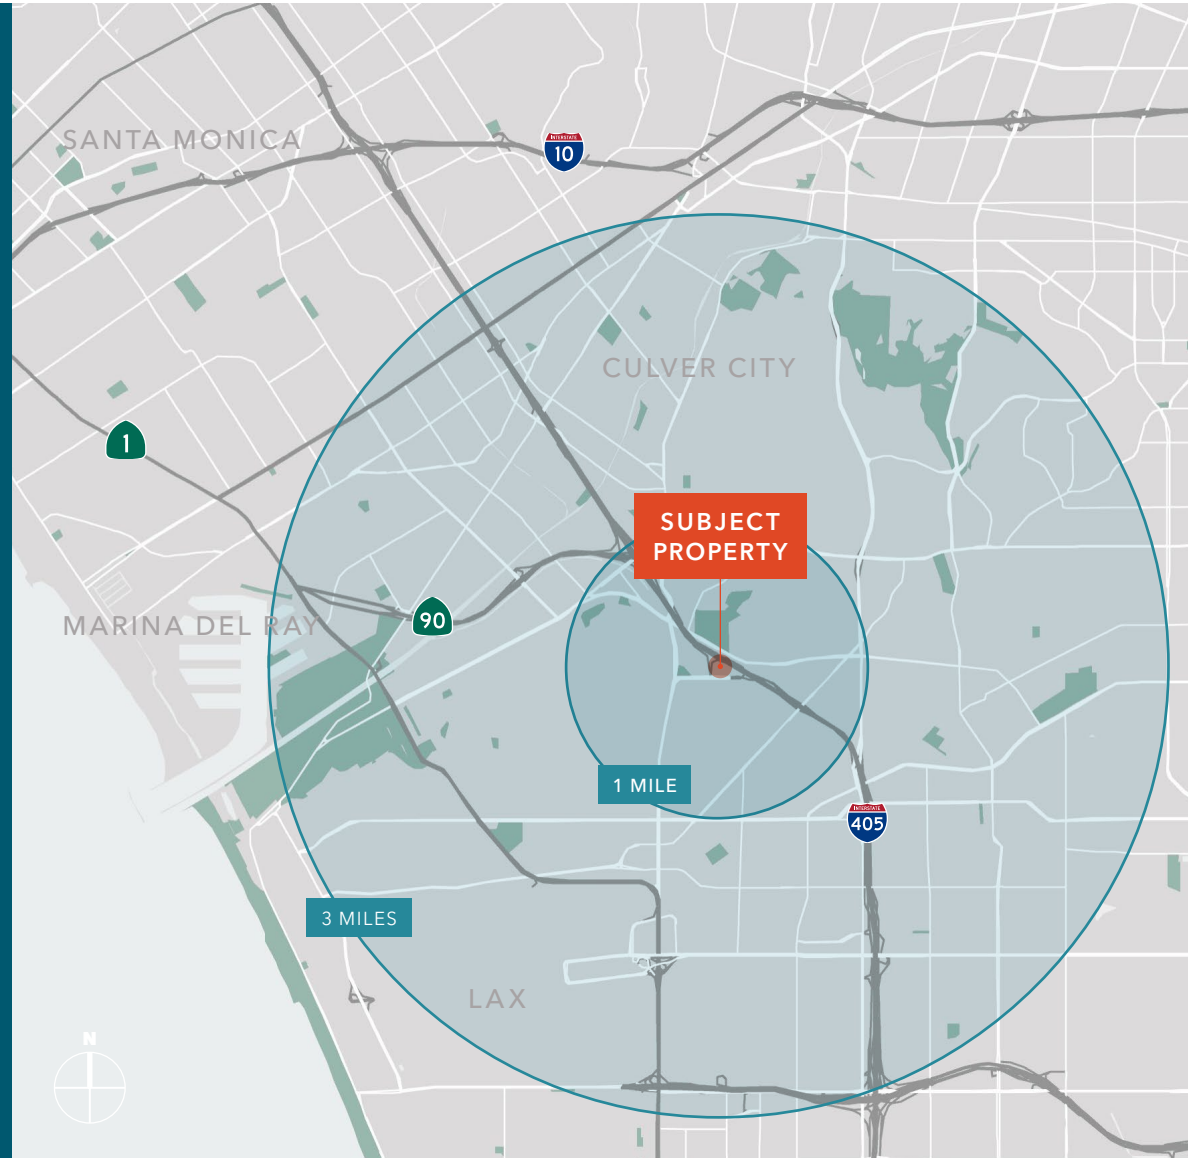 SANTA MONICA
INTERSTATE
10
CULVER CITY
1
SUBJECT
PROPERTY
MARINA DEL RAY
90
1 MILE
INTERSTATE
405
3 MILES
LAX
N